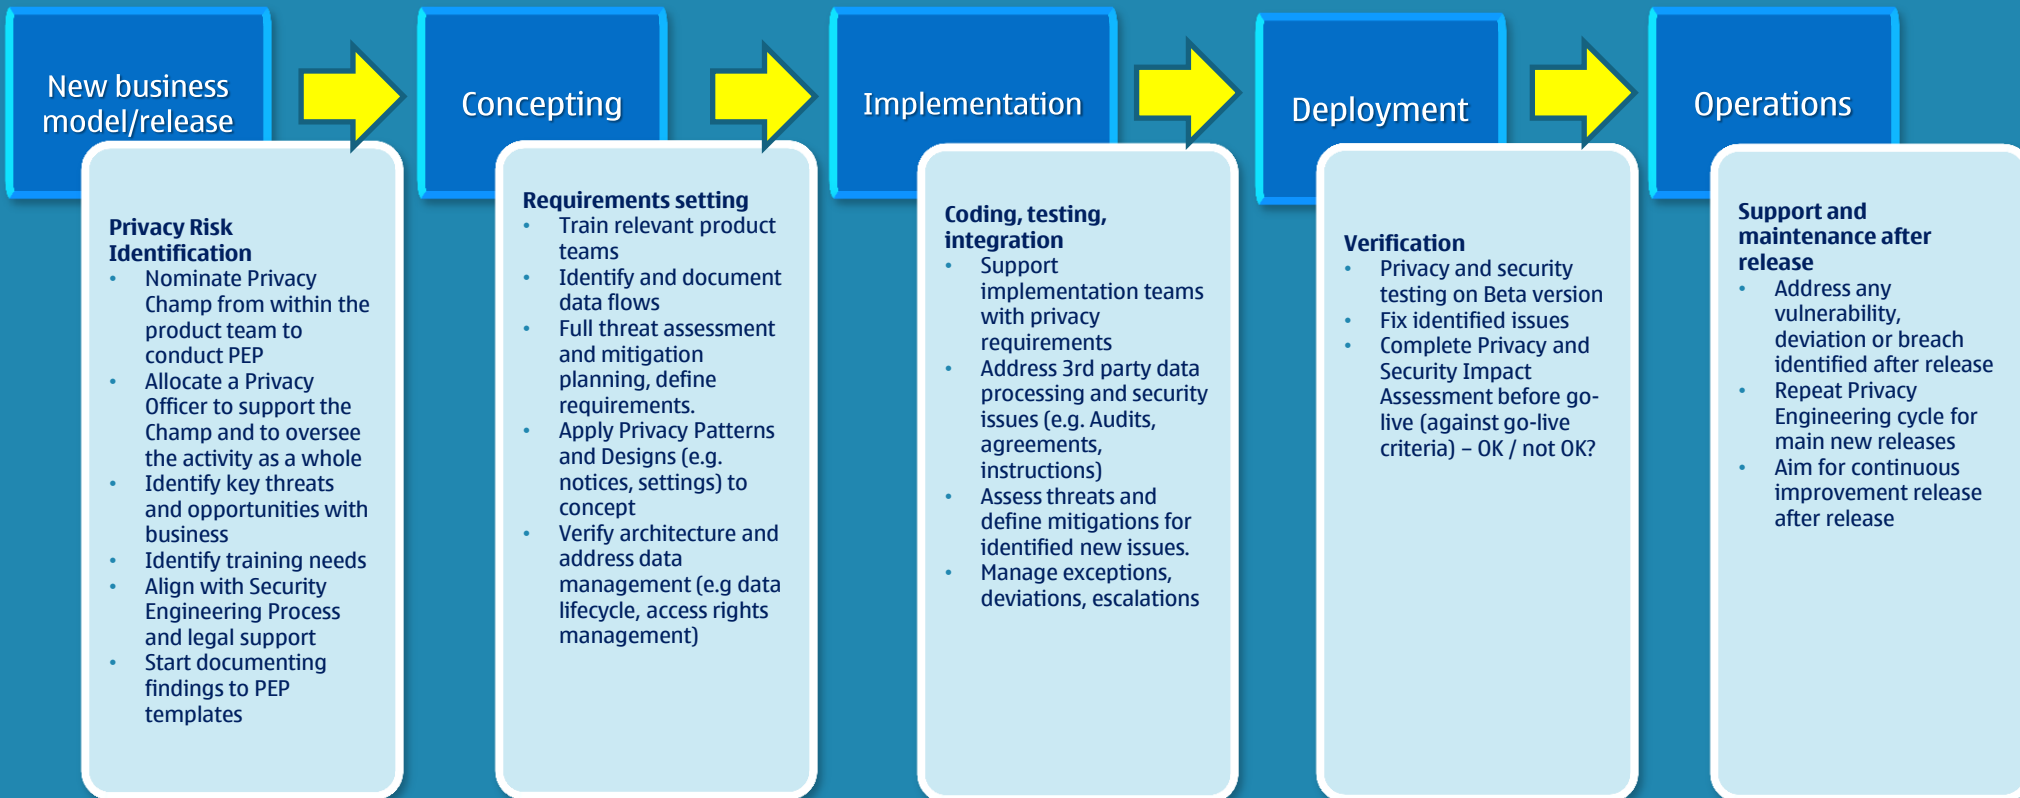 New business
model/release
Privacy Risk
Identification
• Nominate Privacy
Champ from within the
product team to
conduct PEP
• Allocate a Privacy
Officer to support the
Champ and to oversee
the activity as a whole
• Identify key threats
and opportunities with
business
• Identify training needs
• Align with Security
Engineering Process
and legal support
• Start documenting
findings to PEP
templates
Concepting
Requirements setting
• Train relevant product
teams
• Identify and document
data flows
• Full threat assessment
and mitigation
planning, define
requirements.
• Apply Privacy Patterns
and Designs (e.g.
notices, settings) to
concept
• Verify architecture and
address data
management (e.g data
lifecycle, access rights
management)
Implementation
Coding, testing,
integration
• Support
implementation teams
with privacy
requirements
• Address 3rd party data
processing and security
issues (e.g. Audits,
agreements,
instructions)
• Assess threats and
define mitigations for
identified new issues.
• Manage exceptions,
deviations, escalations
Deployment
Verification
• Privacy and security
testing on Beta version
• Fix identified issues
• Complete Privacy and
Security Impact
Assessment before go-
live (against go-live
criteria) – OK / not OK?
Operations
Support and
maintenance after
release
• Address any
vulnerability,
deviation or breach
identified after release
• Repeat Privacy
Engineering cycle for
main new releases
• Aim for continuous
improvement release
after release